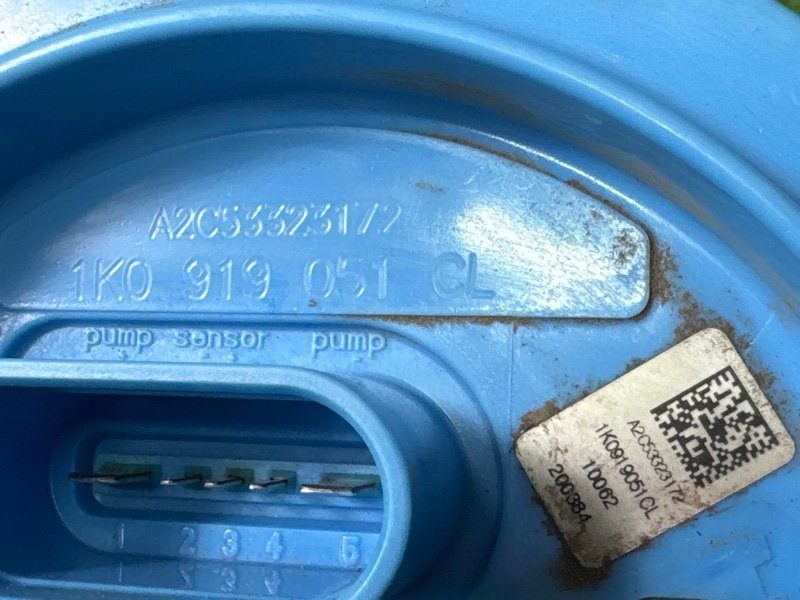 A2C53323172
1K0 919 051 CL
pump sensor pump
1 2 3 4 5
A2C53323172
1K0919051CL
10062
200384